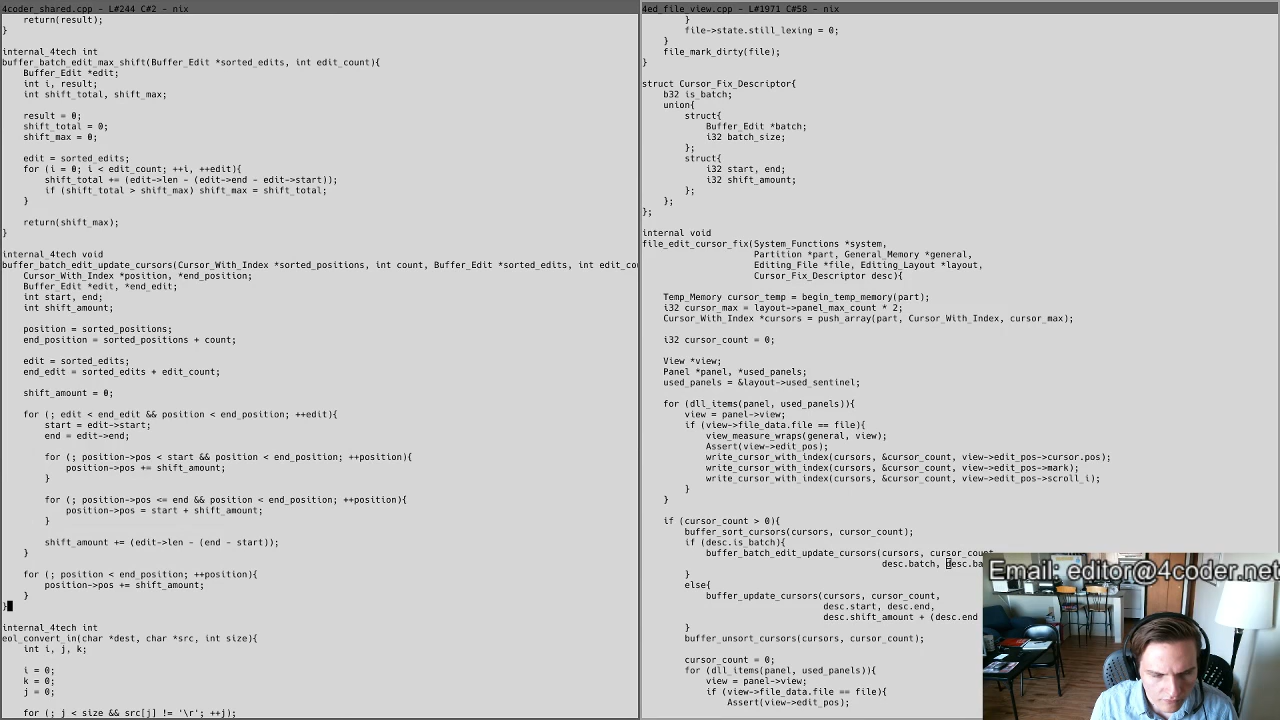 4coder_shared.cpp - L#244 C#2 - nix
    return(result);
}

internal_4tech int
buffer_batch_edit_max_shift(Buffer_Edit *sorted_edits, int edit_count){
    Buffer_Edit *edit;
    int i, result;
    int shift_total, shift_max;

    result = 0;
    shift_total = 0;
    shift_max = 0;

    edit = sorted_edits;
    for (i = 0; i < edit_count; ++i, ++edit){
        shift_total += (edit->len - (edit->end - edit->start));
        if (shift_total > shift_max) shift_max = shift_total;
    }

    return(shift_max);
}

internal_4tech void
buffer_batch_edit_update_cursors(Cursor_With_Index *sorted_positions, int count, Buffer_Edit *sorted_edits, int edit_co
    Cursor_With_Index *position, *end_position;
    Buffer_Edit *edit, *end_edit;
    int start, end;
    int shift_amount;

    position = sorted_positions;
    end_position = sorted_positions + count;

    edit = sorted_edits;
    end_edit = sorted_edits + edit_count;

    shift_amount = 0;

    for (; edit < end_edit && position < end_position; ++edit){
        start = edit->start;
        end = edit->end;

        for (; position->pos < start && position < end_position; ++position){
            position->pos += shift_amount;
        }

        for (; position->pos <= end && position < end_position; ++position){
            position->pos = start + shift_amount;
        }

        shift_amount += (edit->len - (end - start));
    }

    for (; position < end_position; ++position){
        position->pos += shift_amount;
    }
}

internal_4tech int
eol_convert_in(char *dest, char *src, int size){
    int i, j, k;

    i = 0;
    k = 0;
    j = 0;

    for (; j < size && src[j] != '\r'; ++j);
4ed_file_view.cpp - L#1971 C#58 - nix
        }
        file->state.still_lexing = 0;
    }
    file_mark_dirty(file);
}

struct Cursor_Fix_Descriptor{
    b32 is_batch;
    union{
        struct{
            Buffer_Edit *batch;
            i32 batch_size;
        };
        struct{
            i32 start, end;
            i32 shift_amount;
        };
    };
};

internal void
file_edit_cursor_fix(System_Functions *system,
                     Partition *part, General_Memory *general,
                     Editing_File *file, Editing_Layout *layout,
                     Cursor_Fix_Descriptor desc){

    Temp_Memory cursor_temp = begin_temp_memory(part);
    i32 cursor_max = layout->panel_max_count * 2;
    Cursor_With_Index *cursors = push_array(part, Cursor_With_Index, cursor_max);

    i32 cursor_count = 0;

    View *view;
    Panel *panel, *used_panels;
    used_panels = &layout->used_sentinel;

    for (dll_items(panel, used_panels)){
        view = panel->view;
        if (view->file_data.file == file){
            view_measure_wraps(general, view);
            Assert(view->edit_pos);
            write_cursor_with_index(cursors, &cursor_count, view->edit_pos->cursor.pos);
            write_cursor_with_index(cursors, &cursor_count, view->edit_pos->mark);
            write_cursor_with_index(cursors, &cursor_count, view->edit_pos->scroll_i);
        }
    }

    if (cursor_count > 0){
        buffer_sort_cursors(cursors, cursor_count);
        if (desc.is_batch){
            buffer_batch_edit_update_cursors(cursors, cursor_count,
                                             desc.batch, desc.ba
        }
        else{
            buffer_update_cursors(cursors, cursor_count,
                                  desc.start, desc.end,
                                  desc.shift_amount + (desc.end
        }
        buffer_unsort_cursors(cursors, cursor_count);

        cursor_count = 0;
        for (dll_items(panel, used_panels)){
            view = panel->view;
            if (view->file_data.file == file){
                Assert(view->edit_pos);
Email: editor@4coder.net